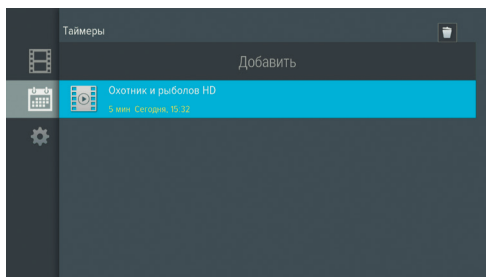 Таймеры
Добавить
Охотник и рыболов HD
5 мин Сегодня, 15:32